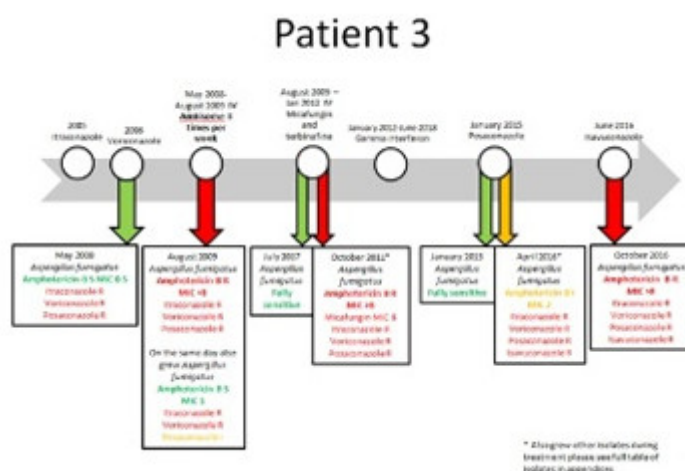 Patient 3
2005
Itraconazole
2008
Voriconazole
May 2008-
August 2009 IV
Ambisome 3
Times per
week
August 2009 –
Jan 2012 IV
Micafungin
and
terbinafine
January 2012-June 2018
Gamma Interferon
January 2015
Posaconazole
June 2016
Isavuconazole
May 2008
Aspergillus fumigatus
Amphotericin B S MIC 0.5
Itraconazole R
Voriconazole R
Posaconazole R
August 2009
Aspergillus fumigatus
Amphotericin B R
MIC >8
Itraconazole R
Voriconazole R
Posaconazole R
On the same day also
grew Aspergillus
fumigatus
Amphotericin B S
MIC 1
Itraconazole R
Voriconazole R
Posaconazole I
July 2017
Aspergillus
fumigatus
Fully
sensitive
October 2011*
Aspergillus
fumigatus
Amphotericin B R
MIC >8
Micafungin MIC 8
Itraconazole R
Voriconazole R
Posaconazole R
January 2015
Aspergillus
fumigatus
Fully sensitive
April 2016*
Aspergillus
fumigatus
Amphotericin B I
MIC 2
Itraconazole R
Voriconazole R
Posaconazole R
Isavuconazole R
October 2016
Aspergillus fumigatus
Amphotericin B R
MIC >8
Itraconazole R
Voriconazole R
Posaconazole R
Isavuconazole R
* Also grew other isolates during
treatment please see full table of
isolates in appendices